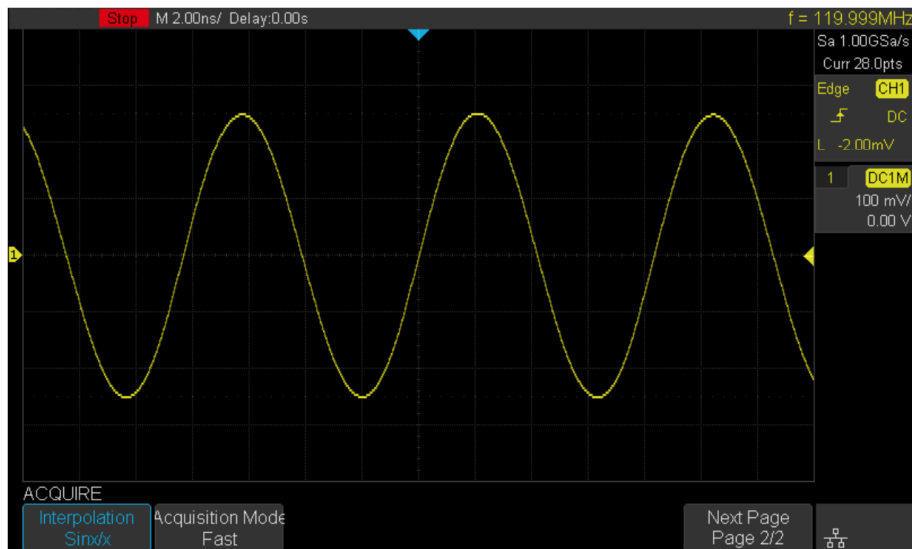 Stop M 2.00ns/ Delay:0.00s f = 119.999MHz
Sa 1.00GSa/s
Curr 28.0pts
Edge CH1
DC
L -2.00mV
1 DC1M
100 mV/
0.00 V
1
ACQUIRE
Interpolation
Sinx/x
Acquisition Mode
Fast
Next Page
Page 2/2